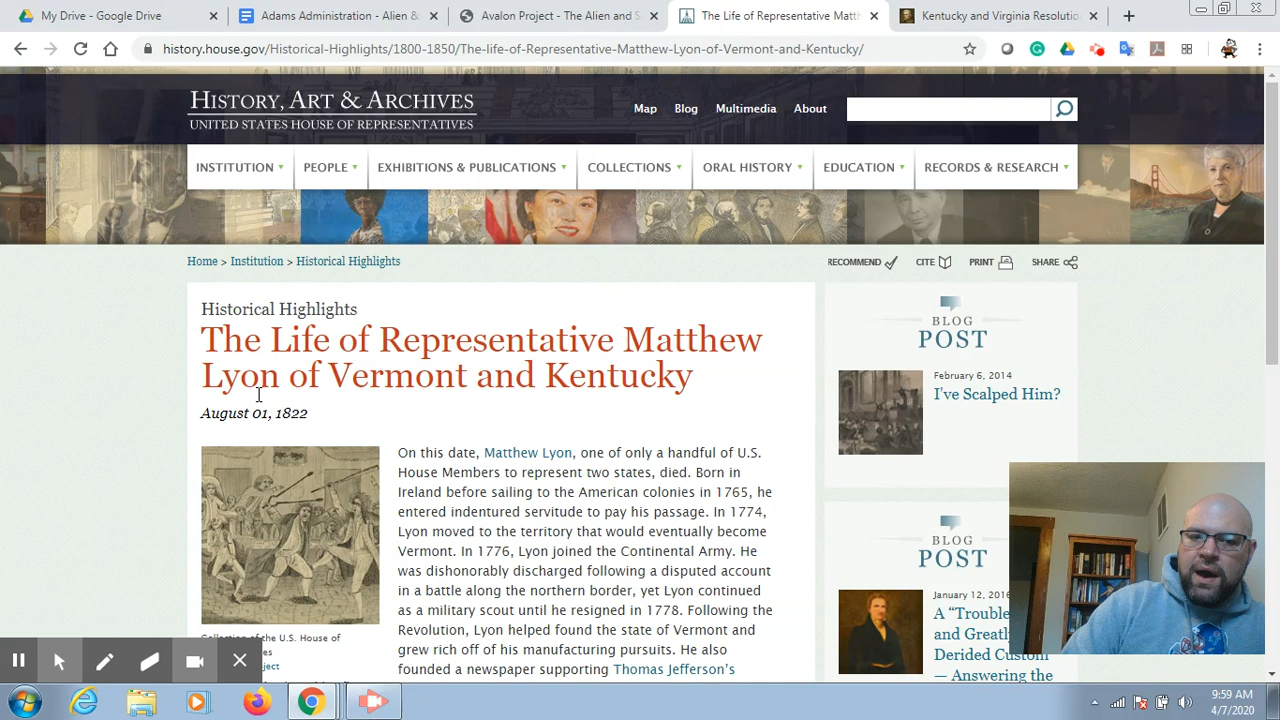 My Drive - Google Drive
Adams Administration - Alien &
Avalon Project - The Alien and S
The Life of Representative Matth
Kentucky and Virginia Resolution
history.house.gov/Historical-Highlights/1800-1850/The-life-of-Representative-Matthew-Lyon-of-Vermont-and-Kentucky/
HISTORY, ART & ARCHIVES
UNITED STATES HOUSE OF REPRESENTATIVES
Map Blog Multimedia About
INSTITUTION PEOPLE EXHIBITIONS & PUBLICATIONS COLLECTIONS ORAL HISTORY EDUCATION RECORDS & RESEARCH
Home > Institution > Historical Highlights
RECOMMEND CITE PRINT SHARE
Historical Highlights
The Life of Representative Matthew
Lyon of Vermont and Kentucky
August 01, 1822
On this date, Matthew Lyon, one of only a handful of U.S.
House Members to represent two states, died. Born in
Ireland before sailing to the American colonies in 1765, he
entered indentured servitude to pay his passage. In 1774,
Lyon moved to the territory that would eventually become
Vermont. In 1776, Lyon joined the Continental Army. He
was dishonorably discharged following a disputed account
in a battle along the northern border, yet Lyon continued
as a military scout until he resigned in 1778. Following the
Revolution, Lyon helped found the state of Vermont and
grew rich off of his manufacturing pursuits. He also
founded a newspaper supporting Thomas Jefferson's
Collection of the U.S. House of
BLOG
POST
February 6, 2014
I've Scalped Him?
BLOG
POST
January 12, 201
A "Trouble
and Greatly
Derided Custom"
— Answering the
9:59 AM
4/7/2020